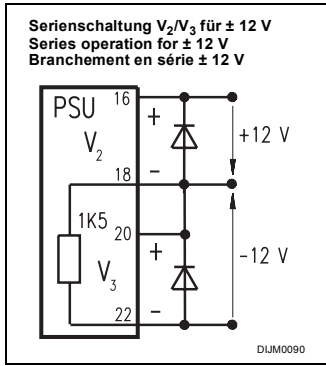 Serienschaltung V2/V3 für ± 12 V
Series operation for ± 12 V
Branchement en série ± 12 V
PSU
16
+
V2
+12 V
18
−
1K5
20
+
V3
-12 V
22
−
DIJM0090